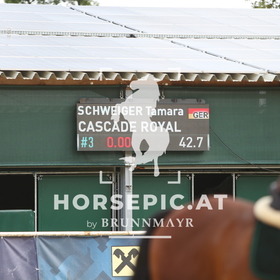 SCHWEIGER Tamara
GER
CASCADE ROYAL
#3 0.00 42.7
HORSEPIC.AT
by BRUNNMAYR